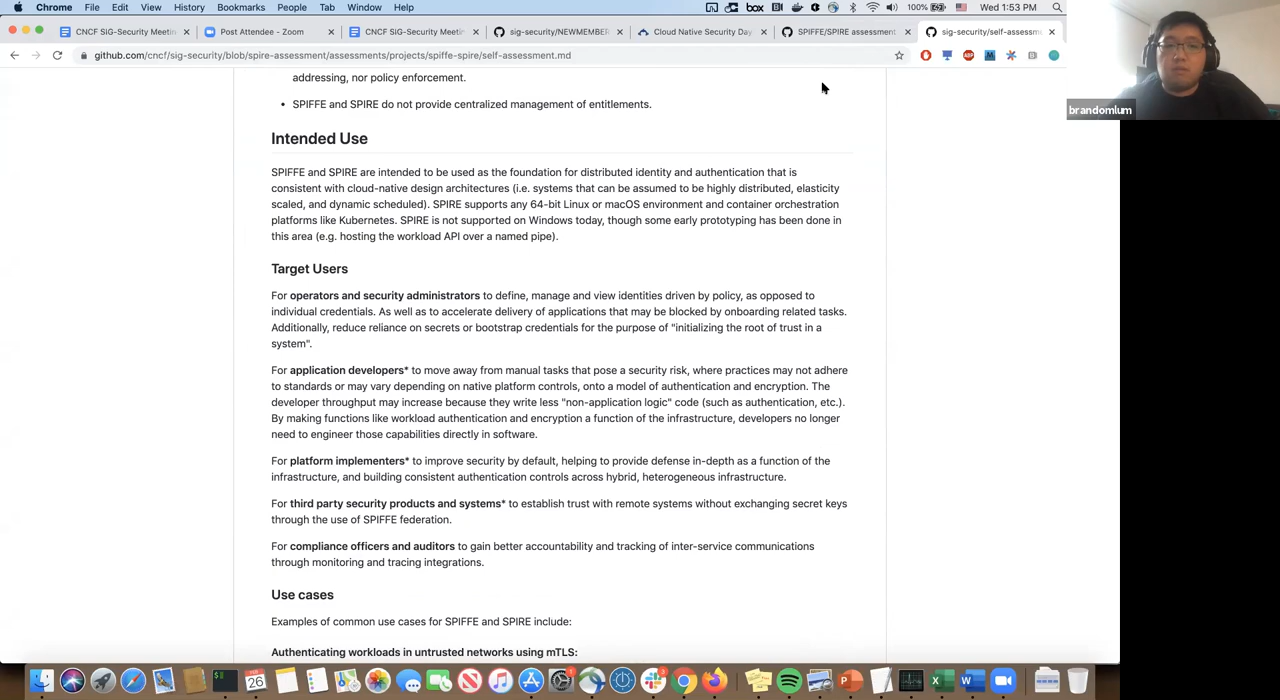 Chrome File Edit View History Bookmarks People Tab Window Help box 100% Wed 1:53 PM
CNCF SIG-Security Meetin × Post Attendee - Zoom × CNCF SIG-Security Meetin × sig-security/NEWMEMBER × Cloud Native Security Day × SPIFFE/SPIRE assessment × sig-security/self-assessm ×
github.com/cncf/sig-security/blob/spire-assessment/assessments/projects/spiffe-spire/self-assessment.md
brandomlum
addressing, nor policy enforcement.
• SPIFFE and SPIRE do not provide centralized management of entitlements.
Intended Use
SPIFFE and SPIRE are intended to be used as the foundation for distributed identity and authentication that is
consistent with cloud-native design architectures (i.e. systems that can be assumed to be highly distributed, elasticity
scaled, and dynamic scheduled). SPIRE supports any 64-bit Linux or macOS environment and container orchestration
platforms like Kubernetes. SPIRE is not supported on Windows today, though some early prototyping has been done in
this area (e.g. hosting the workload API over a named pipe).
Target Users
For operators and security administrators to define, manage and view identities driven by policy, as opposed to
individual credentials. As well as to accelerate delivery of applications that may be blocked by onboarding related tasks.
Additionally, reduce reliance on secrets or bootstrap credentials for the purpose of "initializing the root of trust in a
system".
For application developers* to move away from manual tasks that pose a security risk, where practices may not adhere
to standards or may vary depending on native platform controls, onto a model of authentication and encryption. The
developer throughput may increase because they write less "non-application logic" code (such as authentication, etc.).
By making functions like workload authentication and encryption a function of the infrastructure, developers no longer
need to engineer those capabilities directly in software.
For platform implementers* to improve security by default, helping to provide defense in-depth as a function of the
infrastructure, and building consistent authentication controls across hybrid, heterogeneous infrastructure.
For third party security products and systems* to establish trust with remote systems without exchanging secret keys
through the use of SPIFFE federation.
For compliance officers and auditors to gain better accountability and tracking of inter-service communications
through monitoring and tracing integrations.
Use cases
Examples of common use cases for SPIFFE and SPIRE include:
Authenticating workloads in untrusted networks using mTLS:
26